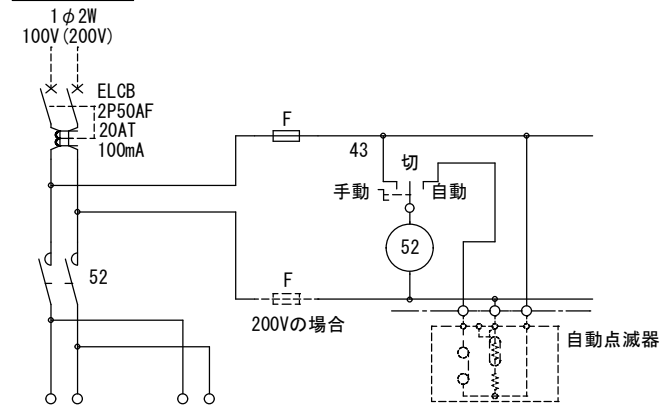 1φ2W
100V(200V)
ELCB
2P50AF
20AT
100mA
F
43
切
手動
自動
52
52
F
200Vの場合
自動点滅器